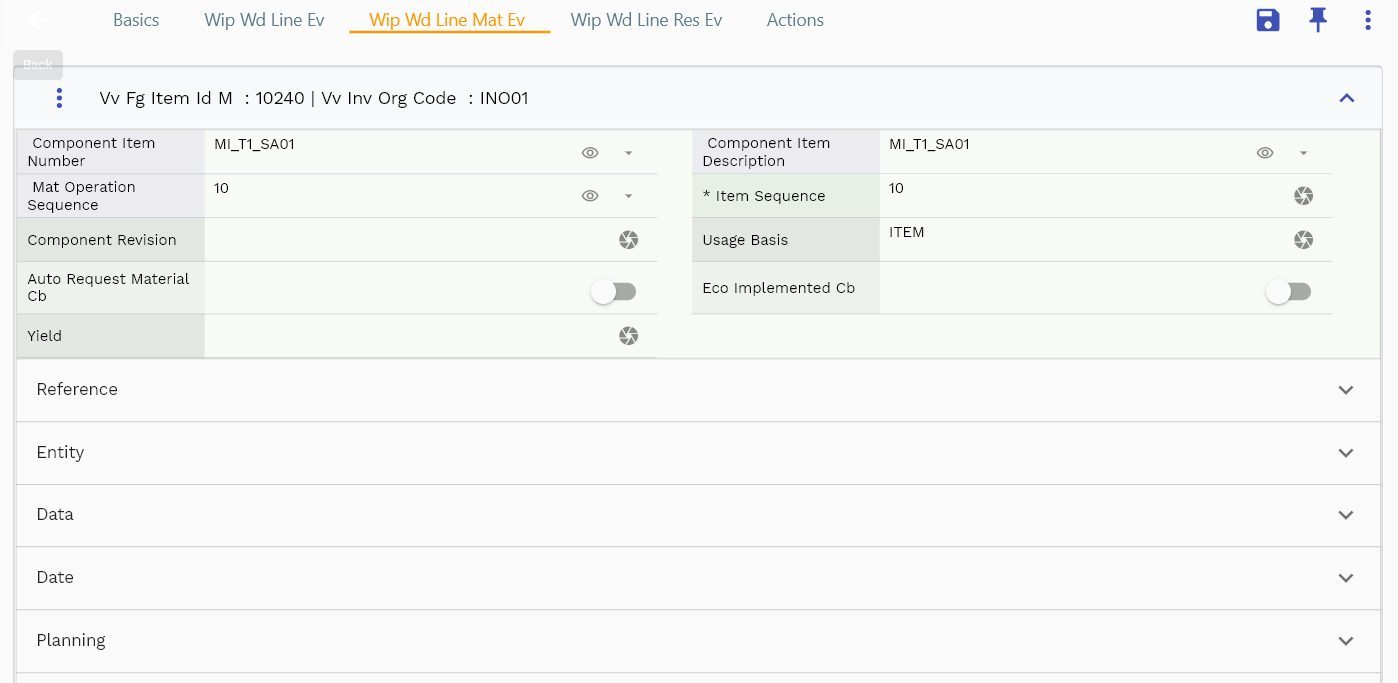 Basics Wip Wd Line Ev Wip Wd Line Mat Ev Wip Wd Line Res Ev Actions
Back
Vv Fg Item Id M : 10240 | Vv Inv Org Code : INO01
Component Item Number MI_T1_SA01 Component Item Description MI_T1_SA01
Mat Operation Sequence 10 * Item Sequence 10
Component Revision Usage Basis ITEM
Auto Request Material Cb Eco Implemented Cb
Yield
Reference
Entity
Data
Date
Planning